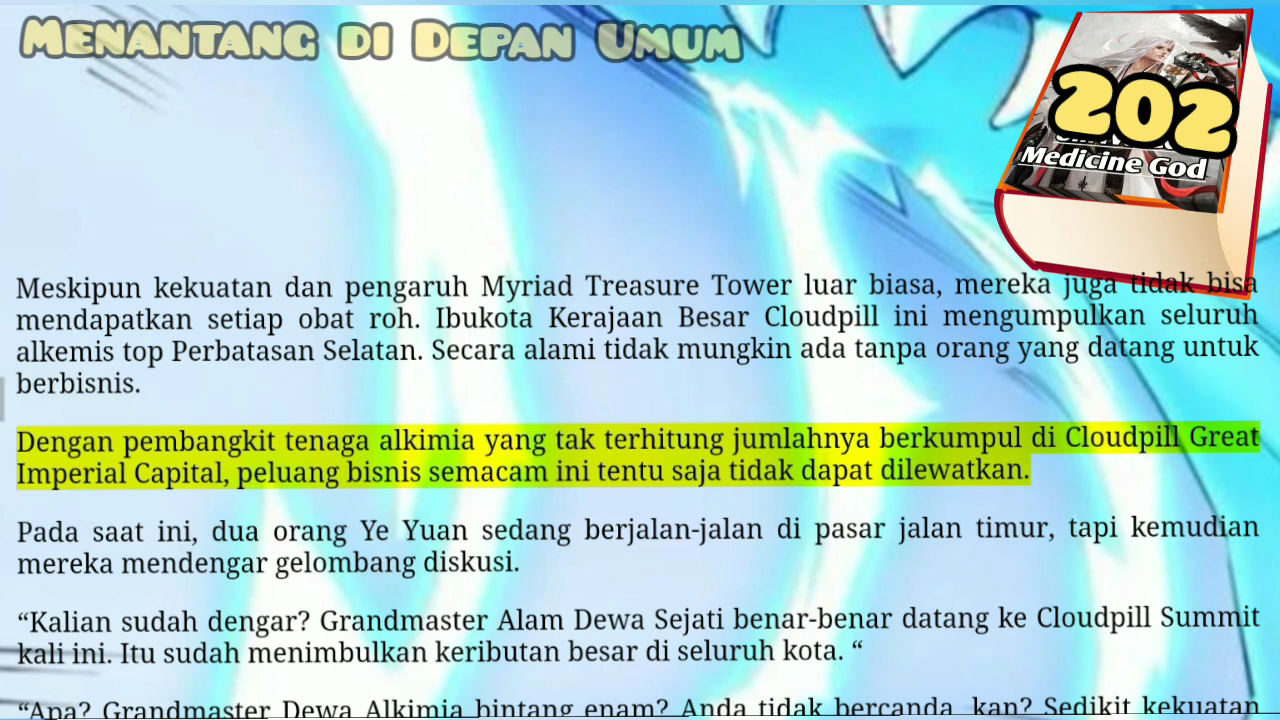 Menantang di Depan Umum
202
Medicine God
Meskipun kekuatan dan pengaruh Myriad Treasure Tower luar biasa, mereka juga tidak bisa
mendapatkan setiap obat roh. Ibukota Kerajaan Besar Cloudpill ini mengumpulkan seluruh
alkemis top Perbatasan Selatan. Secara alami tidak mungkin ada tanpa orang yang datang untuk
berbisnis.
Dengan pembangkit tenaga alkimia yang tak terhitung jumlahnya berkumpul di Cloudpill Great
Imperial Capital, peluang bisnis semacam ini tentu saja tidak dapat dilewatkan.
Pada saat ini, dua orang Ye Yuan sedang berjalan-jalan di pasar jalan timur, tapi kemudian
mereka mendengar gelombang diskusi.
“Kalian sudah dengar? Grandmaster Alam Dewa Sejati benar-benar datang ke Cloudpill Summit
kali ini. Itu sudah menimbulkan keributan besar di seluruh kota. “
“Apa? Grandmaster Dewa Alkimia bintang enam? Anda tidak bercanda, kan? Sedikit kekuatan